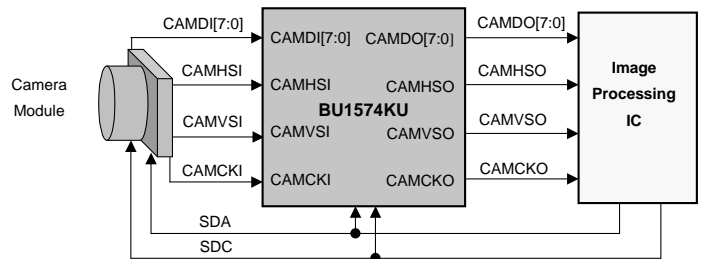 CAMDI[7:0]
CAMHSI
CAMVSI
CAMCKI
Camera
Module
CAMDI[7:0]
CAMDO[7:0]
CAMHSI
CAMHSO
BU1574KU
CAMVSI
CAMVSO
CAMCKI
CAMCKO
CAMDO[7:0]
CAMHSO
CAMVSO
CAMCKO
Image
Processing
IC
SDA
SDC